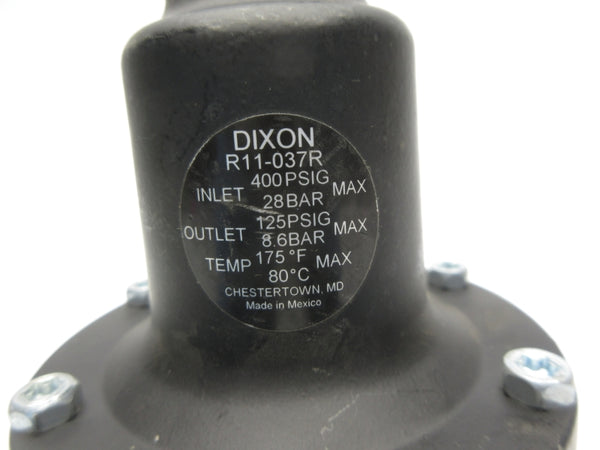 DIXON
R11-037R
INLET 400PSIG 28BAR MAX
OUTLET 125PSIG 8.6BAR MAX
TEMP 175°F 80°C MAX
CHESTERTOWN, MD
Made in Mexico